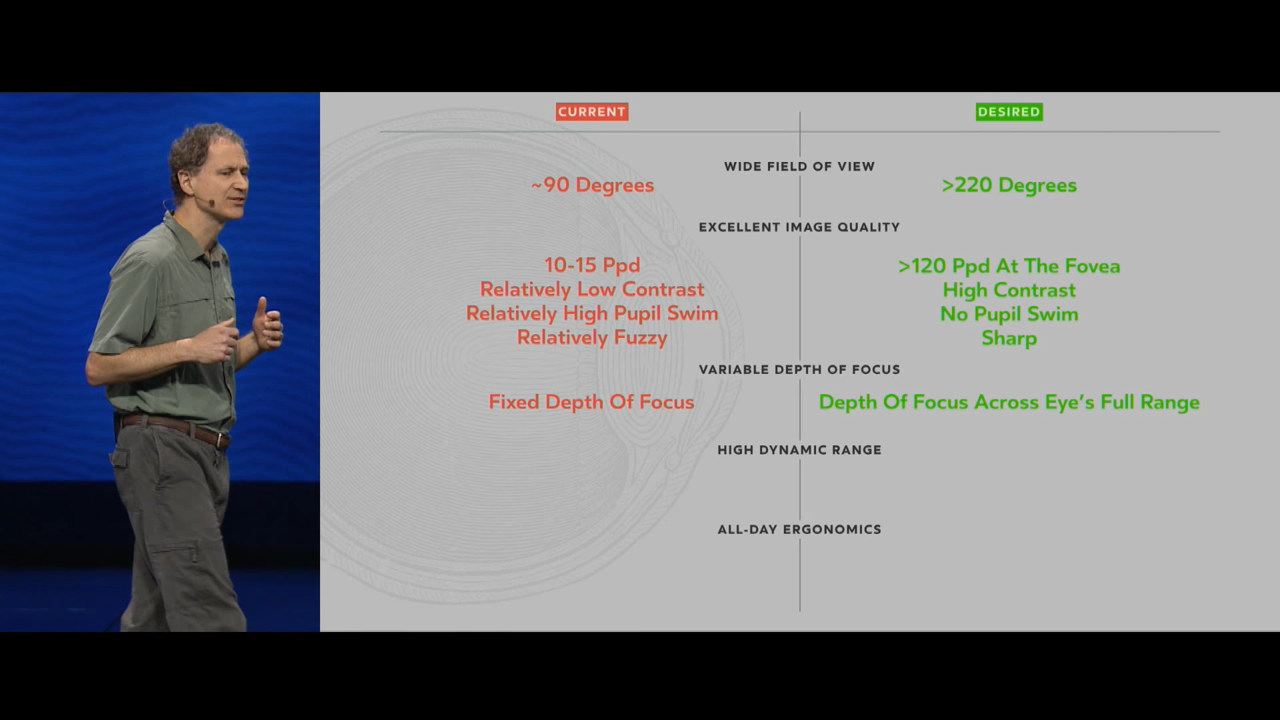 CURRENT
DESIRED
WIDE FIELD OF VIEW
~90 Degrees
>220 Degrees
EXCELLENT IMAGE QUALITY
10-15 Ppd
Relatively Low Contrast
Relatively High Pupil Swim
Relatively Fuzzy
>120 Ppd At The Fovea
High Contrast
No Pupil Swim
Sharp
VARIABLE DEPTH OF FOCUS
Fixed Depth Of Focus
Depth Of Focus Across Eye's Full Range
HIGH DYNAMIC RANGE
ALL-DAY ERGONOMICS